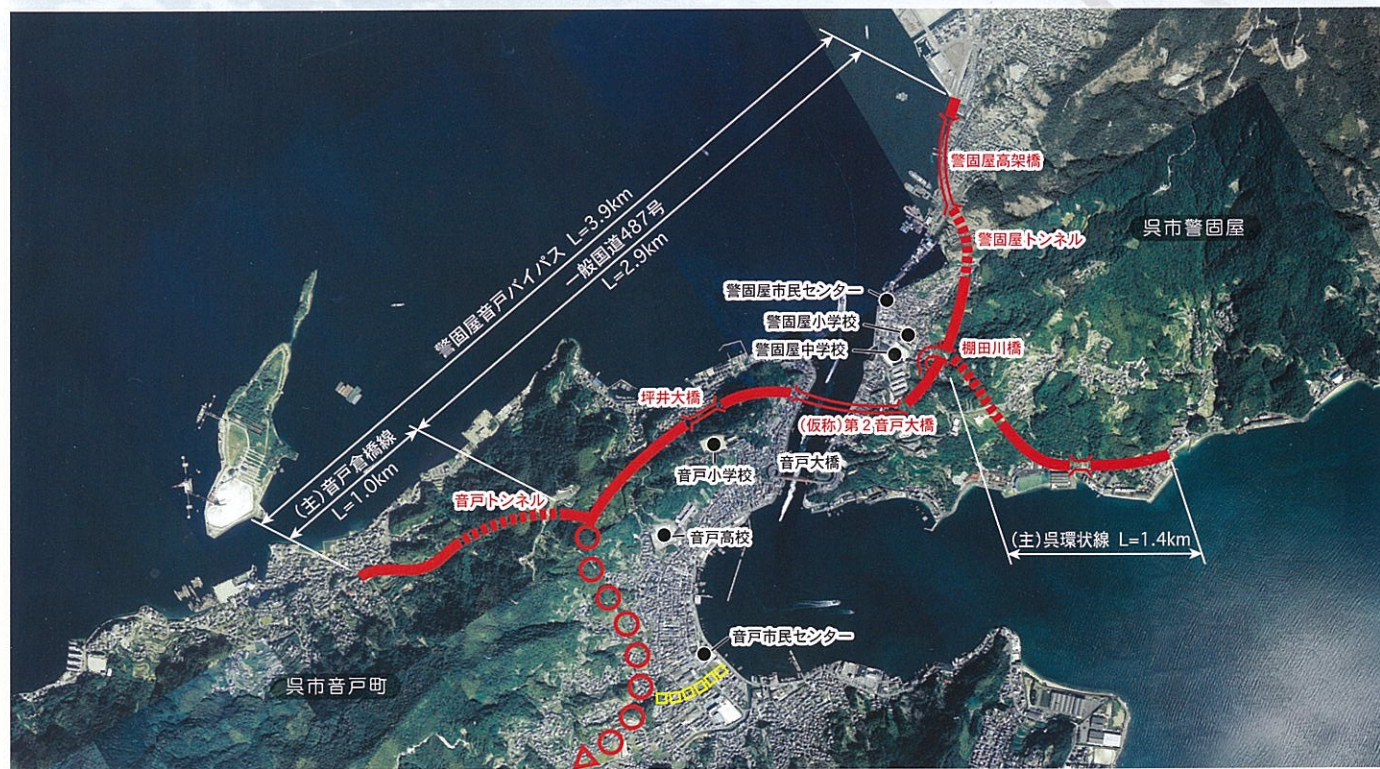 警固屋高架橋
呉市警固屋
警固屋トンネル
警固屋音戸バイパス L=3.9km
一般国道487号
L=2.9km
警固屋市民センター
警固屋小学校
警固屋中学校
棚田川橋
坪井大橋
(仮称)第2音戸大橋
音戸大橋
音戸小学校
(主)音戸倉橋線
L=1.0km
音戸トンネル
音戸高校
(主)呉環状線 L=1.4km
音戸市民センター
呉市音戸町